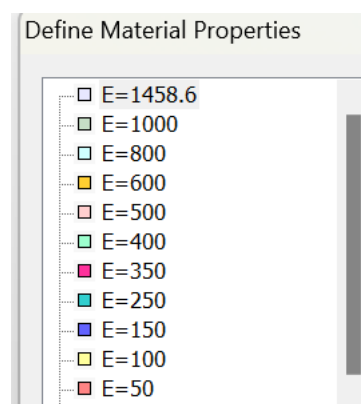 Define Material Properties
E=1458.6
E=1000
E=800
E=600
E=500
E=400
E=350
E=250
E=150
E=100
E=50